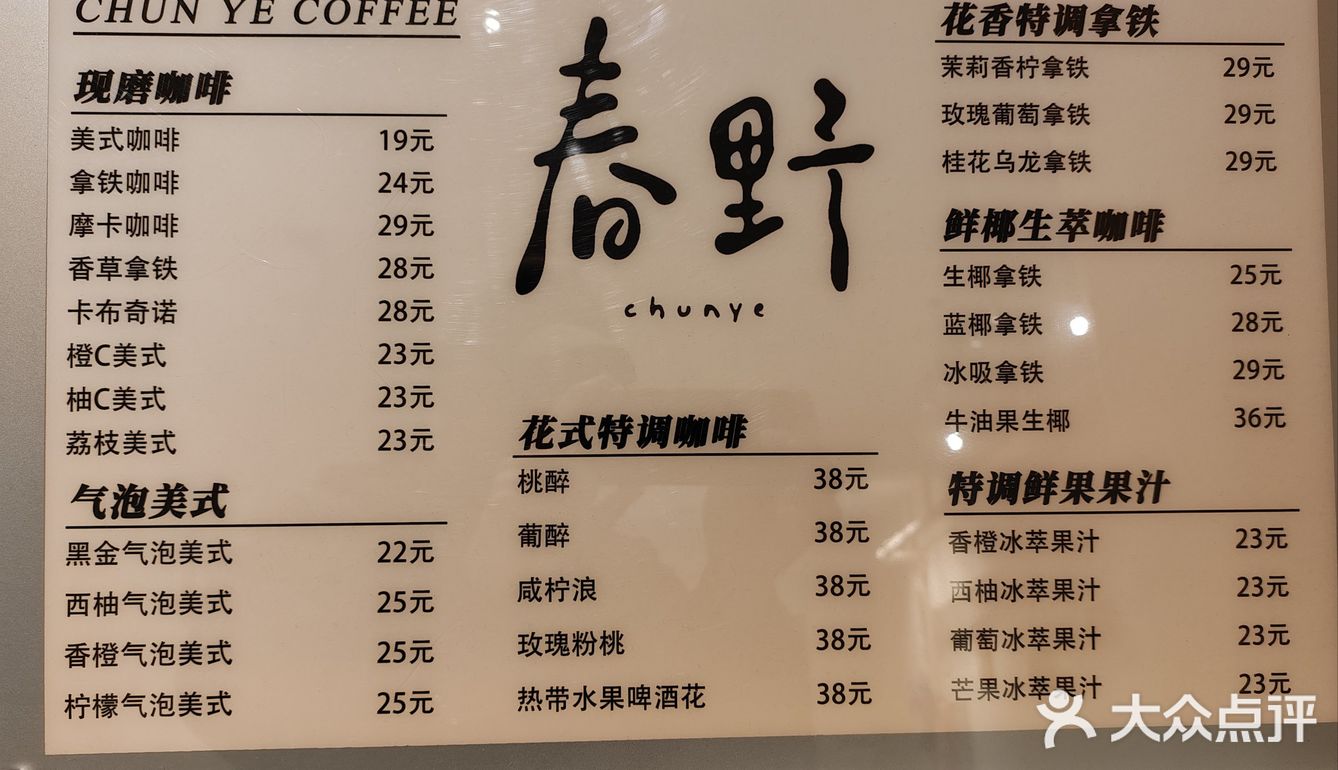 CHUN YE COFFEE
现磨咖啡
美式咖啡 19元
拿铁咖啡 24元
摩卡咖啡 29元
香草拿铁 28元
卡布奇诺 28元
橙C美式 23元
柚C美式 23元
荔枝美式 23元
气泡美式
黑金气泡美式 22元
西柚气泡美式 25元
香橙气泡美式 25元
柠檬气泡美式 25元
春野
chunye
花式特调咖啡
桃醉 38元
葡醉 38元
咸柠浪 38元
玫瑰粉桃 38元
热带水果啤酒花 38元
花香特调拿铁
茉莉香柠拿铁 29元
玫瑰葡萄拿铁 29元
桂花乌龙拿铁 29元
鲜椰生萃咖啡
生椰拿铁 25元
蓝椰拿铁 28元
冰吸拿铁 29元
牛油果生椰 36元
特调鲜果果汁
香橙冰萃果汁 23元
西柚冰萃果汁 23元
葡萄冰萃果汁 23元
芒果冰萃果汁 23元
大众点评